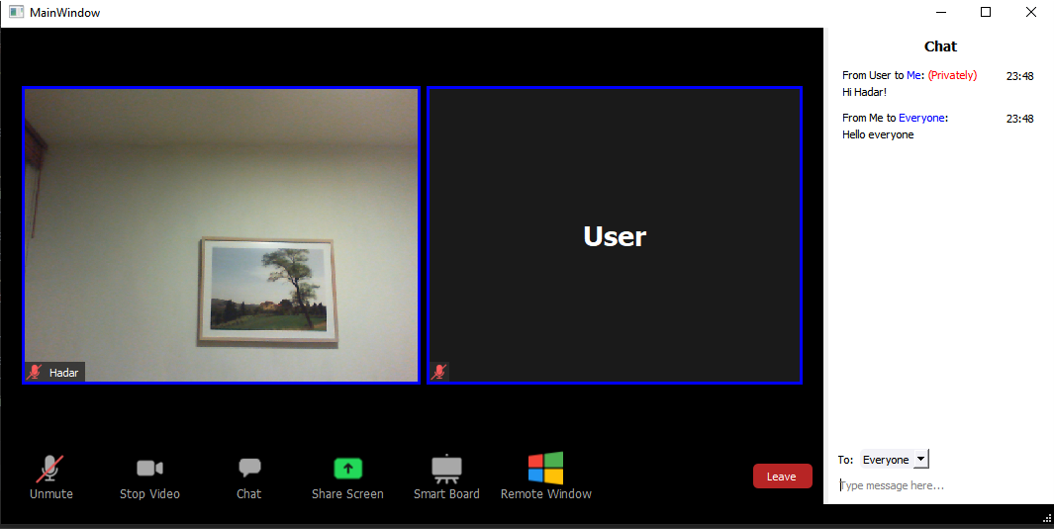 MainWindow
Chat
From User to Me: (Privately) 23:48
Hi Hadar!
From Me to Everyone: 23:48
Hello everyone
User
Hadar
To: Everyone
Type message here...
Unmute
Stop Video
Chat
Share Screen
Smart Board
Remote Window
Leave